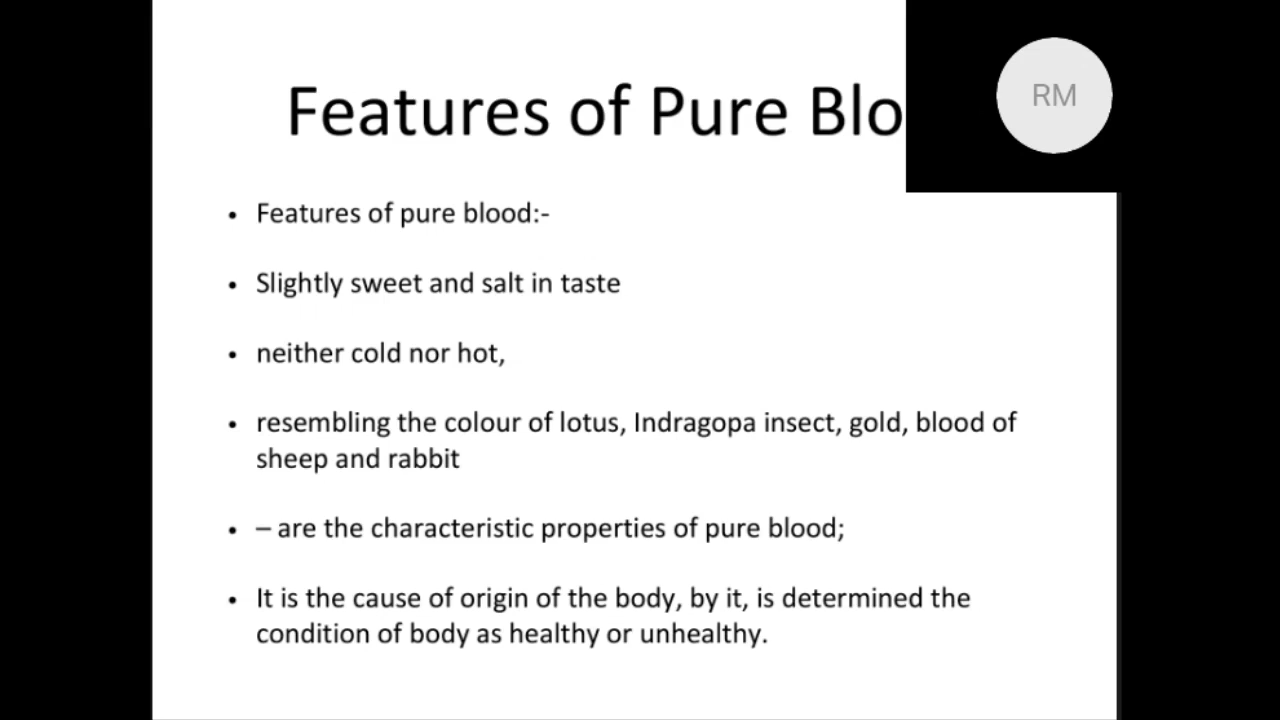 Features of Pure Blo
RM
• Features of pure blood:-
• Slightly sweet and salt in taste
• neither cold nor hot,
• resembling the colour of lotus, Indragopa insect, gold, blood of
sheep and rabbit
• – are the characteristic properties of pure blood;
• It is the cause of origin of the body, by it, is determined the
condition of body as healthy or unhealthy.